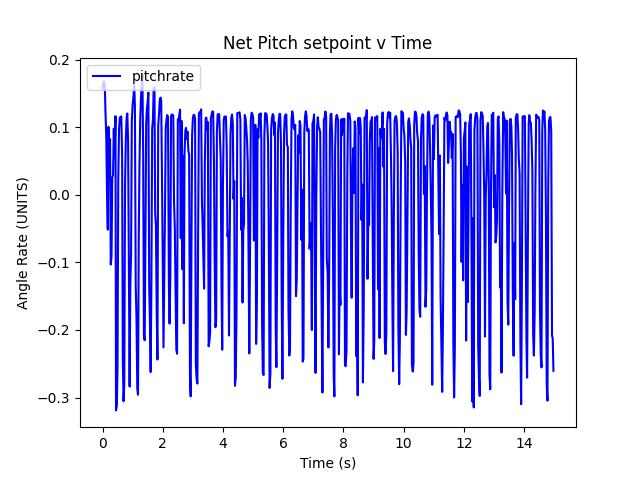 Net Pitch setpoint v Time
pitchrate
Angle Rate (UNITS)
0.2
0.1
0.0
−0.1
−0.2
−0.3
0 2 4 6 8 10 12 14
Time (s)